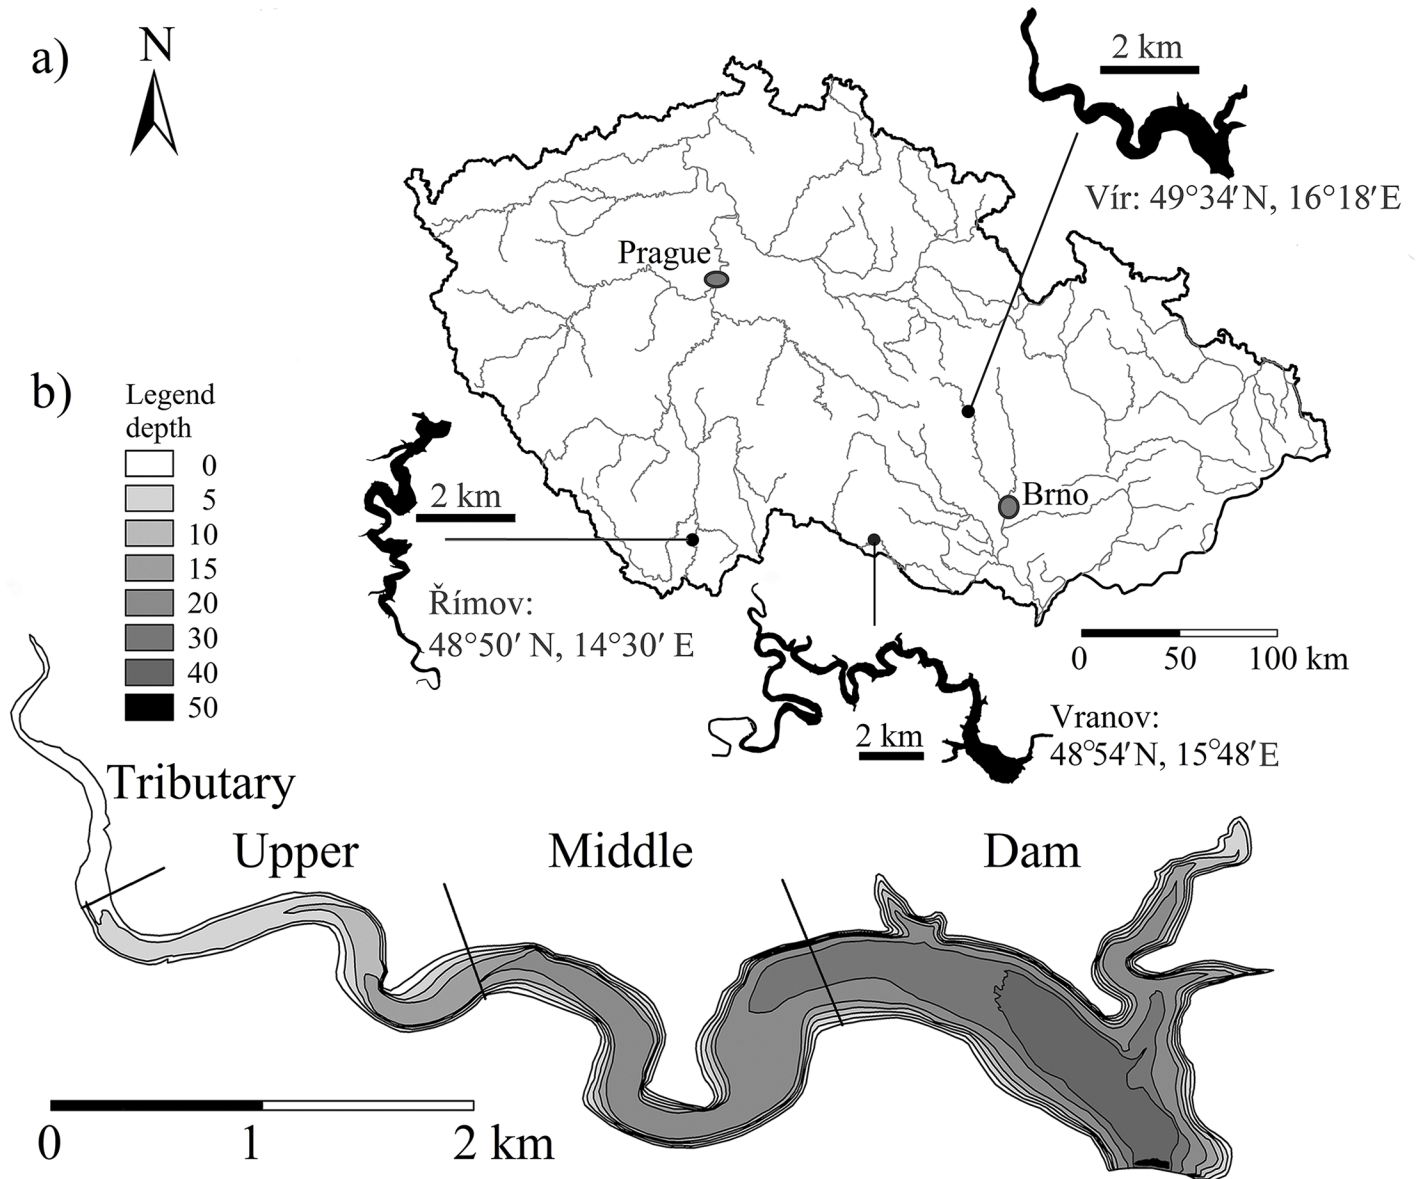 a)
N
2 km
Vír: 49°34′N, 16°18′E
Prague
b)
Legend
depth
0
5
10
15
20
30
40
50
2 km
Brno
Římov:
48°50′ N, 14°30′ E
0 50 100 km
2 km
Vranov:
48°54′N, 15°48′E
Tributary
Upper
Middle
Dam
0 1 2 km